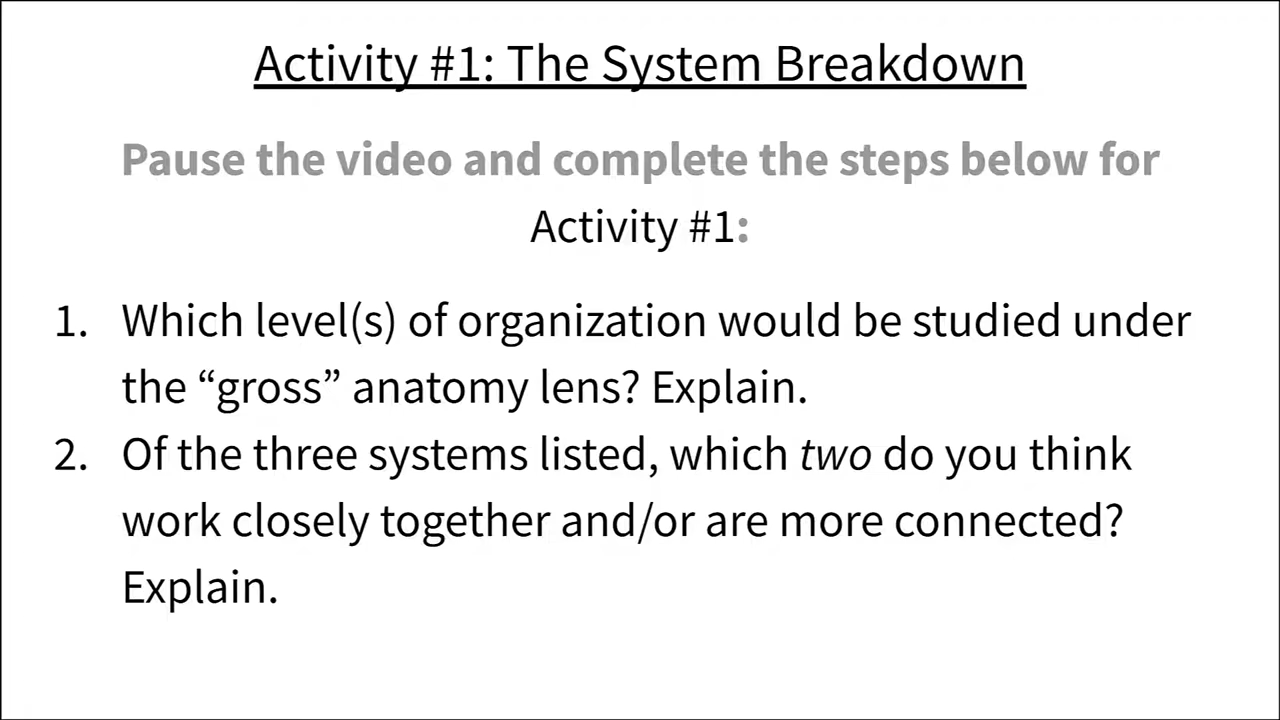 Activity #1: The System Breakdown
Pause the video and complete the steps below for
Activity #1:
1. Which level(s) of organization would be studied under
the “gross” anatomy lens? Explain.
2. Of the three systems listed, which two do you think
work closely together and/or are more connected?
Explain.